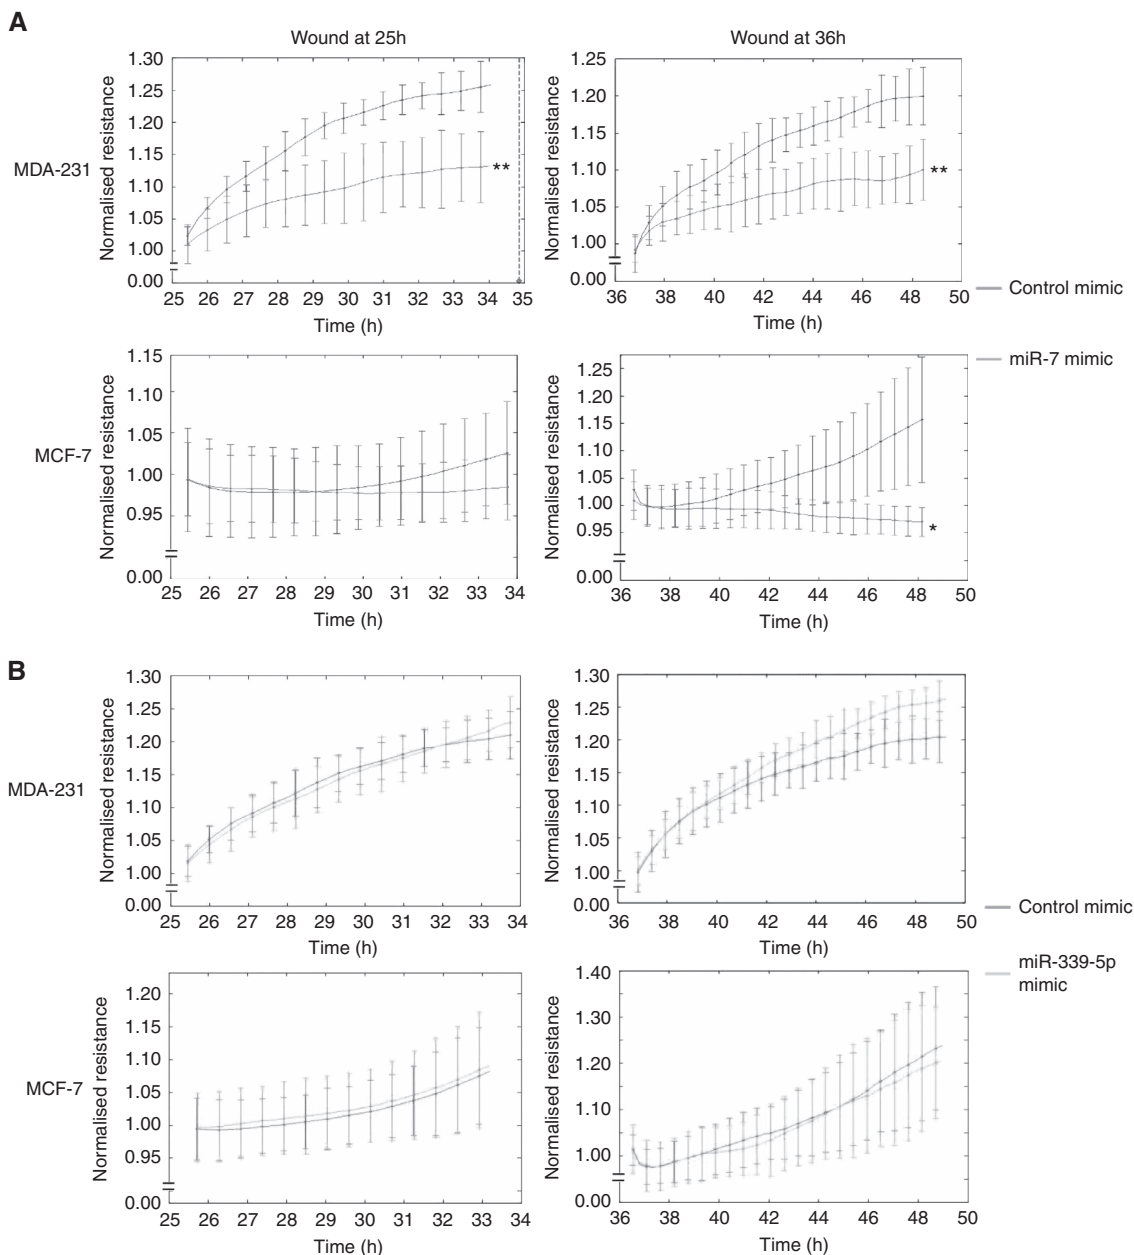 A
Wound at 25h
Wound at 36h
MDA-231
Normalised resistance
1.30
1.25
1.20
1.15
1.10
1.05
1.00
0.00
**
25 26 27 28 29 30 31 32 33 34 35
Time (h)
Normalised resistance
1.25
1.20
1.15
1.10
1.05
1.00
0.00
**
36 38 40 42 44 46 48 50
Time (h)
Control mimic
miR-7 mimic
MCF-7
Normalised resistance
1.15
1.10
1.05
1.00
0.95
0.00
25 26 27 28 29 30 31 32 33 34
Time (h)
Normalised resistance
1.25
1.20
1.15
1.10
1.05
1.00
0.95
0.00
*
36 38 40 42 44 46 48 50
Time (h)
B
MDA-231
Normalised resistance
1.30
1.25
1.20
1.15
1.10
1.05
1.00
0.00
25 26 27 28 29 30 31 32 33 34
Time (h)
Normalised resistance
1.30
1.25
1.20
1.15
1.10
1.05
1.00
0.00
36 38 40 42 44 46 48 50
Time (h)
Control mimic
miR-339-5p
mimic
MCF-7
Normalised resistance
1.20
1.15
1.10
1.05
1.00
0.95
0.00
25 26 27 28 29 30 31 32 33 34
Time (h)
Normalised resistance
1.40
1.30
1.20
1.10
1.00
0.00
36 38 40 42 44 46 48 50
Time (h)